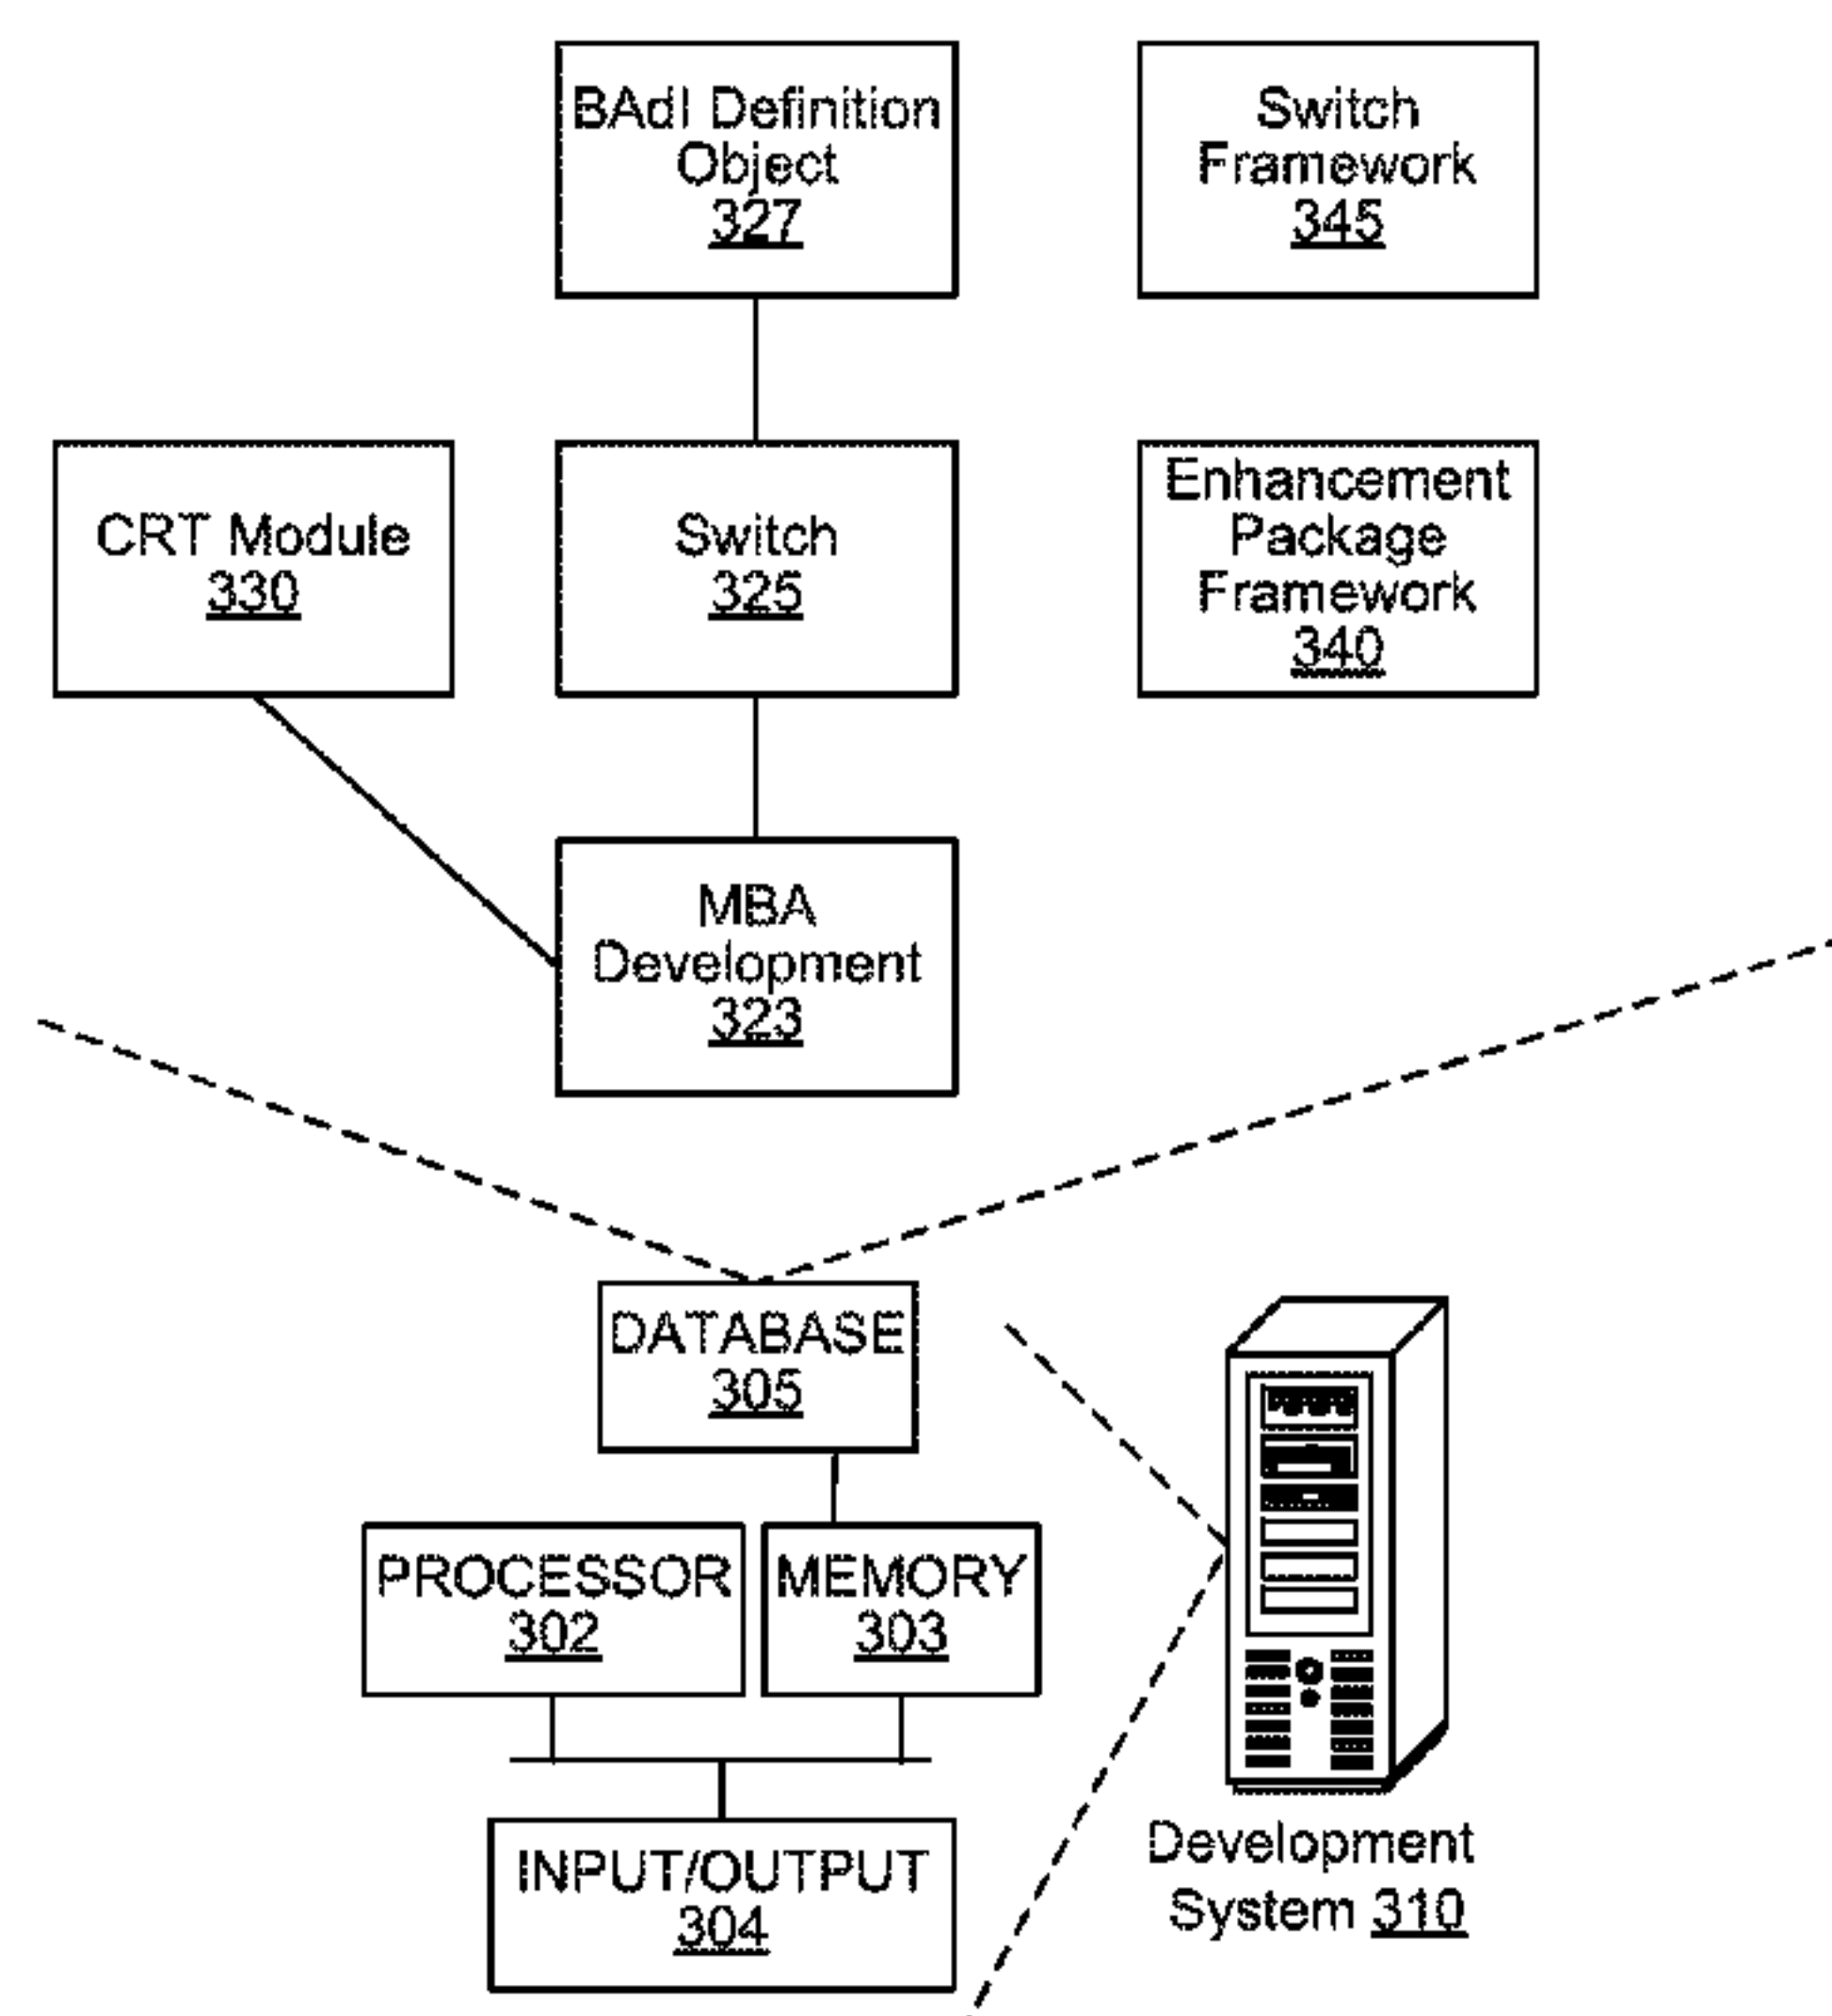 BAdI Definition
Object
327
Switch
Framework
345
CRT Module
330
Switch
325
Enhancement
Package
Framework
340
MBA
Development
323
DATABASE
305
PROCESSOR
302
MEMORY
303
INPUT/OUTPUT
304
Development
System 310